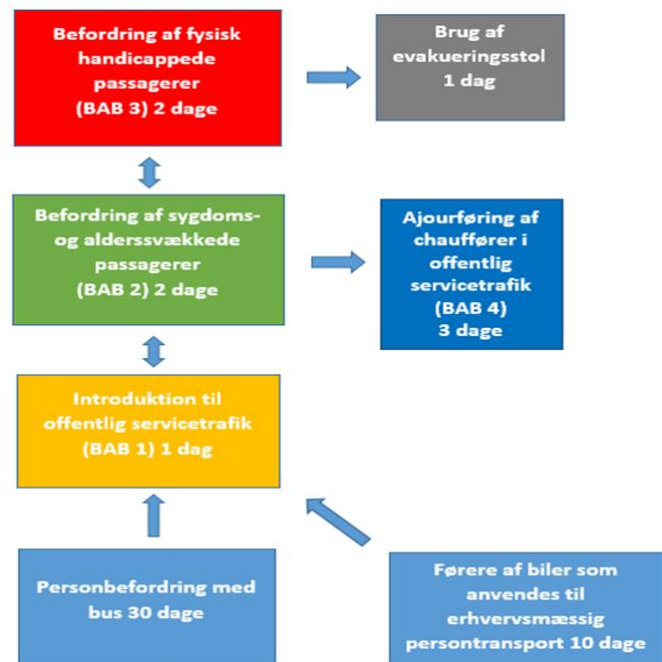 Befordring af fysisk
handicappede
passagerer
(BAB 3) 2 dage
Brug af
evakueringsstol
1 dag
Befordring af sygdoms-
og alderssvækkede
passagerer
(BAB 2) 2 dage
Ajourføring af
chauffører i
offentlig
servicetrafik
(BAB 4)
3 dage
Introduktion til
offentlig servicetrafik
(BAB 1) 1 dag
Personbefordring med
bus 30 dage
Førere af biler som
anvendes til
erhvervsmæssig
persontransport 10 dage